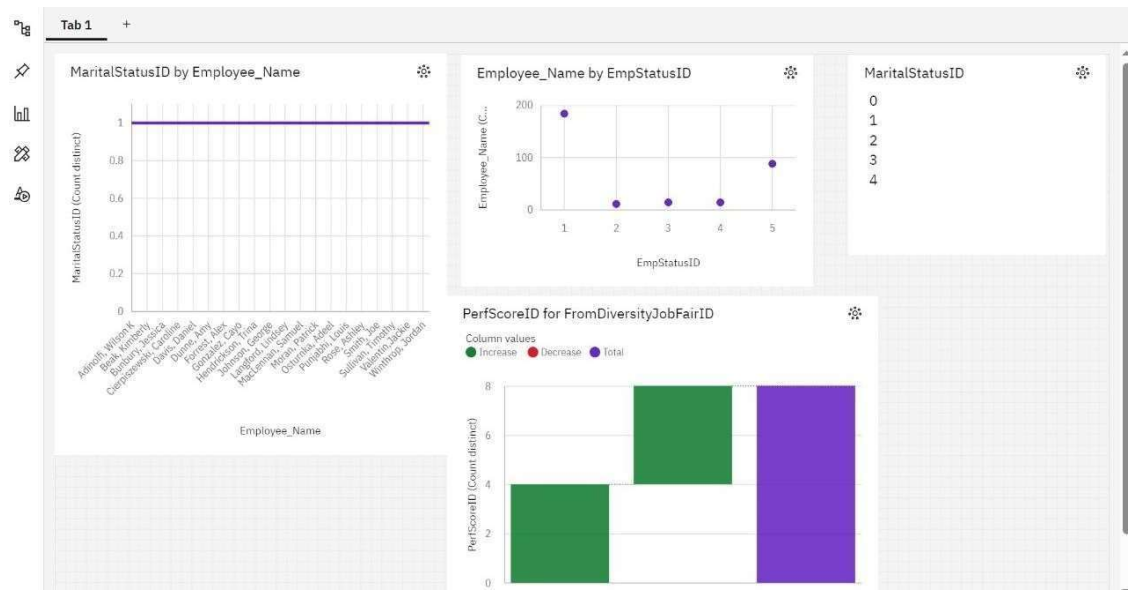 Tab 1 +
MaritalStatusID by Employee_Name
MaritalStatusID (Count distinct)
1
0.8
0.6
0.4
0.2
0
Adinolfi, Wilson K
Beak, Kimberly
Bunbury, Jessica
Cierpiszewski, Caroline
Davis, Daniel
Dunne, Amy
Forrest, Alex
Gonzalez, Cayo
Hendrickson, Trina
Johnson, George
Langford, Lindsey
MacLennan, Samuel
Moran, Patrick
Osturnka, Adeel
Punjabhi, Louis
Rose, Ashley
Smith, Joe
Sullivan, Timothy
Valentin, Jackie
Winthrop, Jordan
Employee_Name
Employee_Name by EmpStatusID
Employee_Name (C...
200
100
0
1 2 3 4 5
EmpStatusID
MaritalStatusID
0
1
2
3
4
PerfScoreID for FromDiversityJobFairID
Column values
Increase Decrease Total
PerfScoreID (Count distinct)
8
6
4
2
0